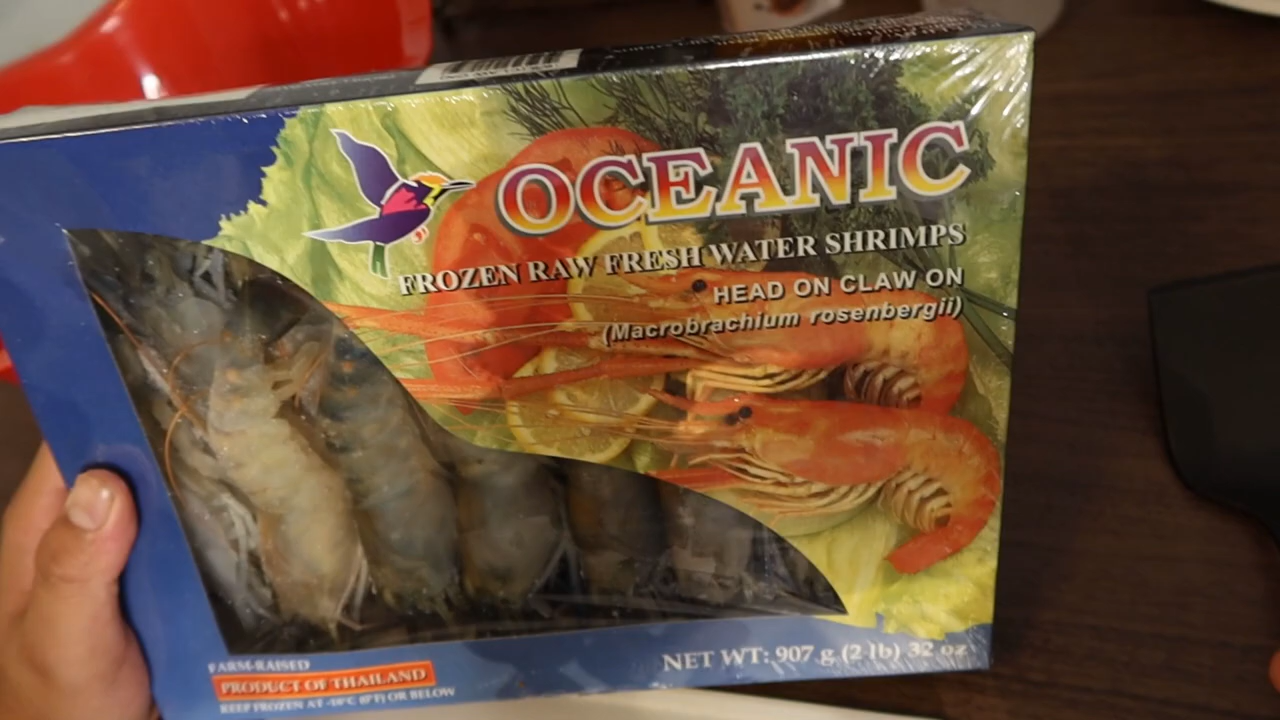 OCEANIC
FROZEN RAW FRESH WATER SHRIMPS
HEAD ON CLAW ON
(Macrobrachium rosenbergii)
FARM-RAISED
PRODUCT OF THAILAND
KEEP FROZEN AT -18°C (0°F) OR BELOW
NET WT: 907 g (2 lb) 32 oz